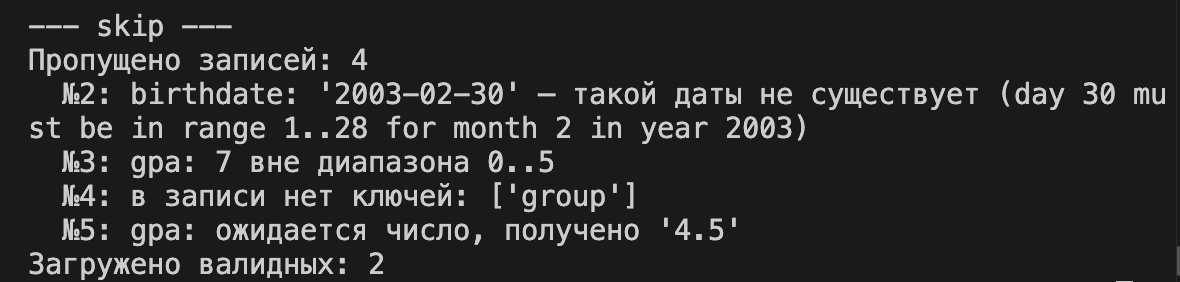 --- skip ---
Пропущено записей: 4
№2: birthdate: '2003-02-30' — такой даты не существует (day 30 mu
st be in range 1..28 for month 2 in year 2003)
№3: gpa: 7 вне диапазона 0..5
№4: в записи нет ключей: ['group']
№5: gpa: ожидается число, получено '4.5'
Загружено валидных: 2